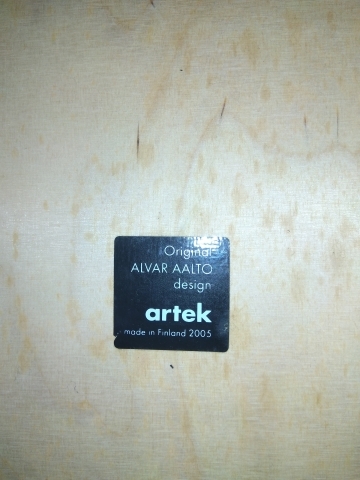 Original
ALVAR AALTO
design
artek
made in Finland 2005